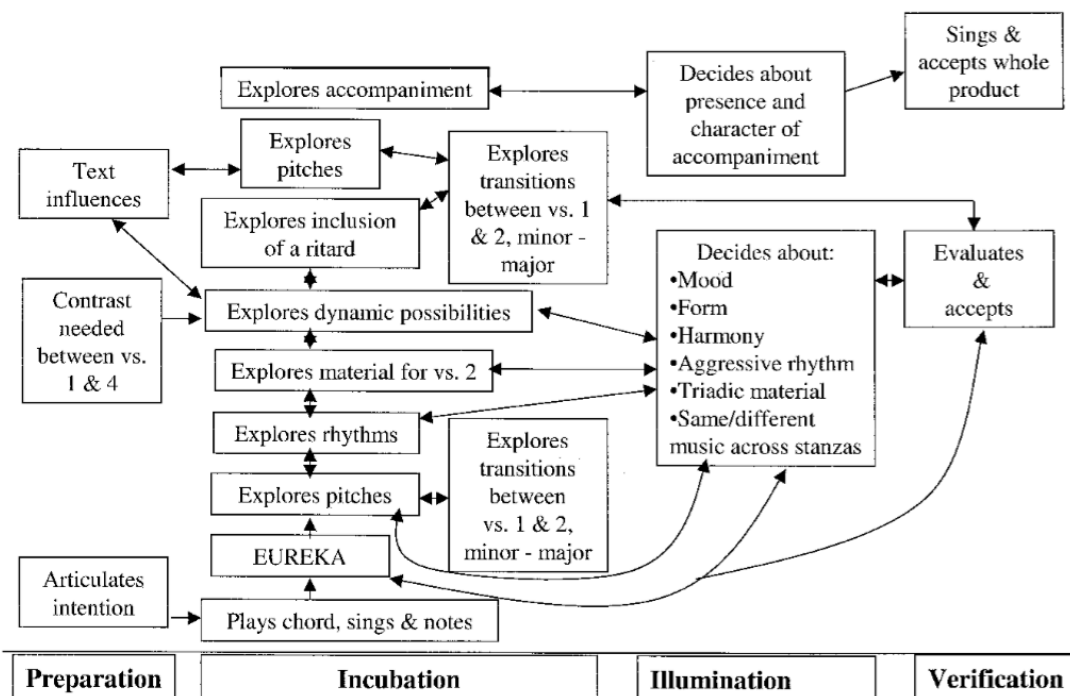 Sings &
accepts whole
product
Explores accompaniment
Decides about
presence and
character of
accompaniment
Explores
pitches
Text
influences
Explores
transitions
between vs. 1
& 2, minor -
major
Explores inclusion
of a ritard
Decides about:
•Mood
•Form
•Harmony
•Aggressive rhythm
•Triadic material
•Same/different
music across stanzas
Evaluates
&
accepts
Contrast
needed
between vs.
1 & 4
Explores dynamic possibilities
Explores material for vs. 2
Explores rhythms
Explores
transitions
between
vs. 1 & 2,
minor - major
Explores pitches
EUREKA
Articulates
intention
Plays chord, sings & notes
Preparation
Incubation
Illumination
Verification